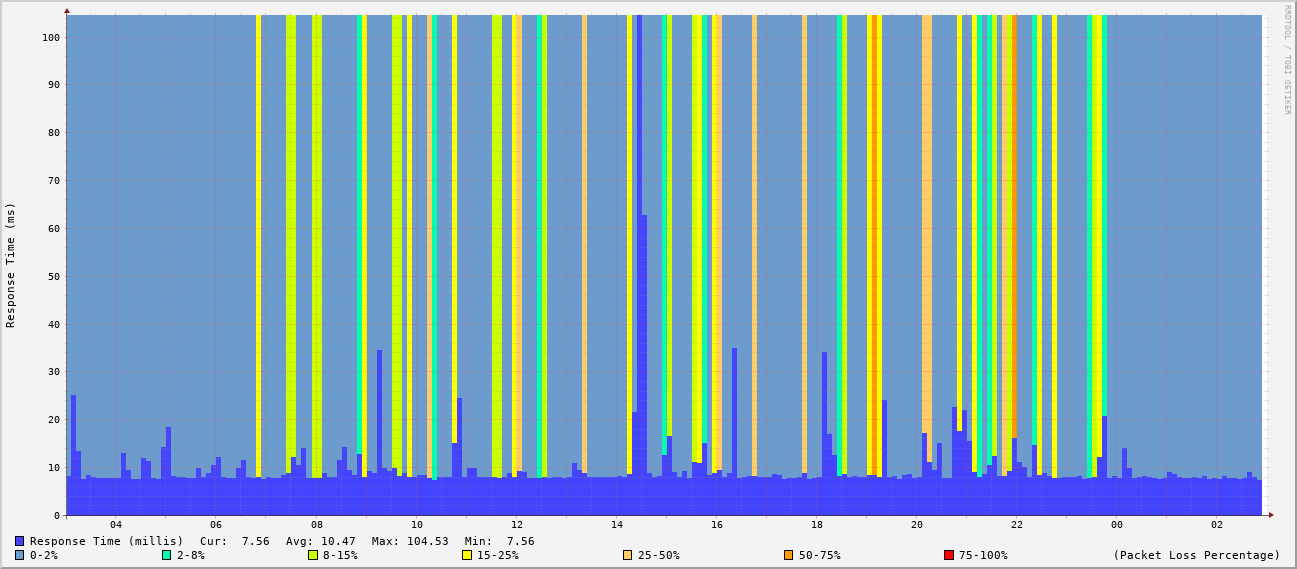 RRDTOOL / TOBI OETIKER
Response Time (ms)
100
90
80
70
60
50
40
30
20
10
0
04 06 08 10 12 14 16 18 20 22 00 02
Response Time (millis) Cur: 7.56 Avg: 10.47 Max: 104.53 Min: 7.56
0-2% 2-8% 8-15% 15-25% 25-50% 50-75% 75-100% (Packet Loss Percentage)